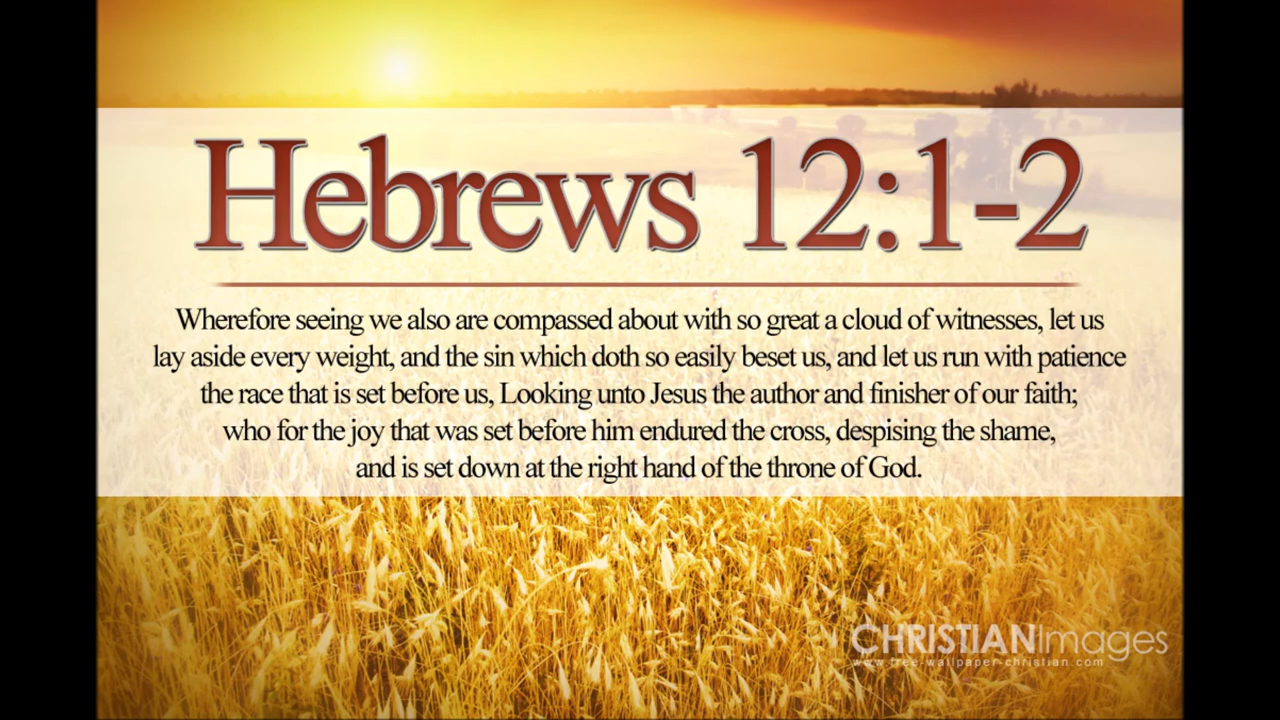 Hebrews 12:1-2
Wherefore seeing we also are compassed about with so great a cloud of witnesses, let us
lay aside every weight, and the sin which doth so easily beset us, and let us run with patience
the race that is set before us, Looking unto Jesus the author and finisher of our faith;
who for the joy that was set before him endured the cross, despising the shame,
and is set down at the right hand of the throne of God.
CHRISTIANImages
www.free-wallpaper-christian.com